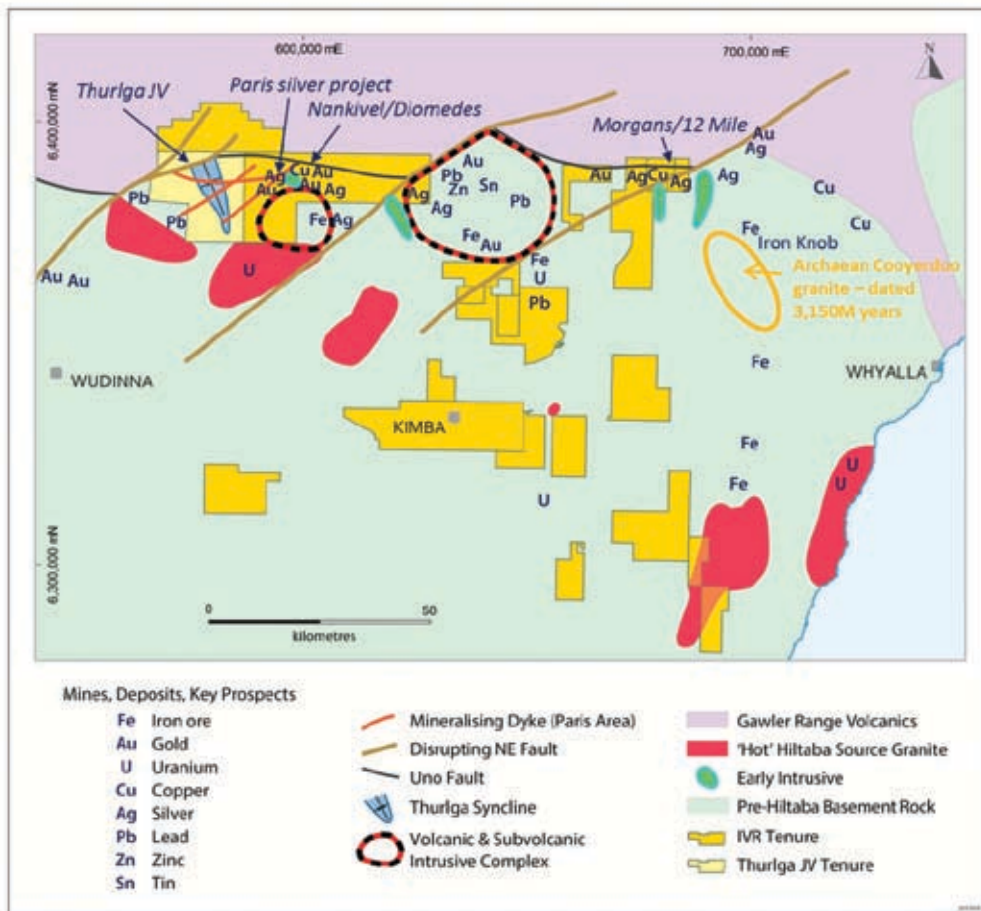 600,000 mE
700,000 mE
N
6,400,000 mN
6,300,000 mN
Thurlga JV
Paris silver project
Nankivel/Diomedes
Morgans/12 Mile
Au
Ag
Au
Pb
Zn
Sn
Ag
Pb
Fe
Au
Ag
Cu
Au
Au
Au
Ag
Fe
Ag
Ag
Au
Ag
Cu
Ag
Ag
Cu
Cu
Pb
Pb
U
Au
Au
Fe
U
Pb
Fe
Iron Knob
Archaean Cooyerdoo
granite – dated
3,150M years
Fe
WUDINNA
WHYALLA
KIMBA
Fe
Fe
U
U
U
0
50
kilometres
Mines, Deposits, Key Prospects
Fe Iron ore
Au Gold
U Uranium
Cu Copper
Ag Silver
Pb Lead
Zn Zinc
Sn Tin
Mineralising Dyke (Paris Area)
Disrupting NE Fault
Uno Fault
Thurlga Syncline
Volcanic & Subvolcanic
Intrusive Complex
Gawler Range Volcanics
'Hot' Hiltaba Source Granite
Early Intrusive
Pre-Hiltaba Basement Rock
IVR Tenure
Thurlga JV Tenure